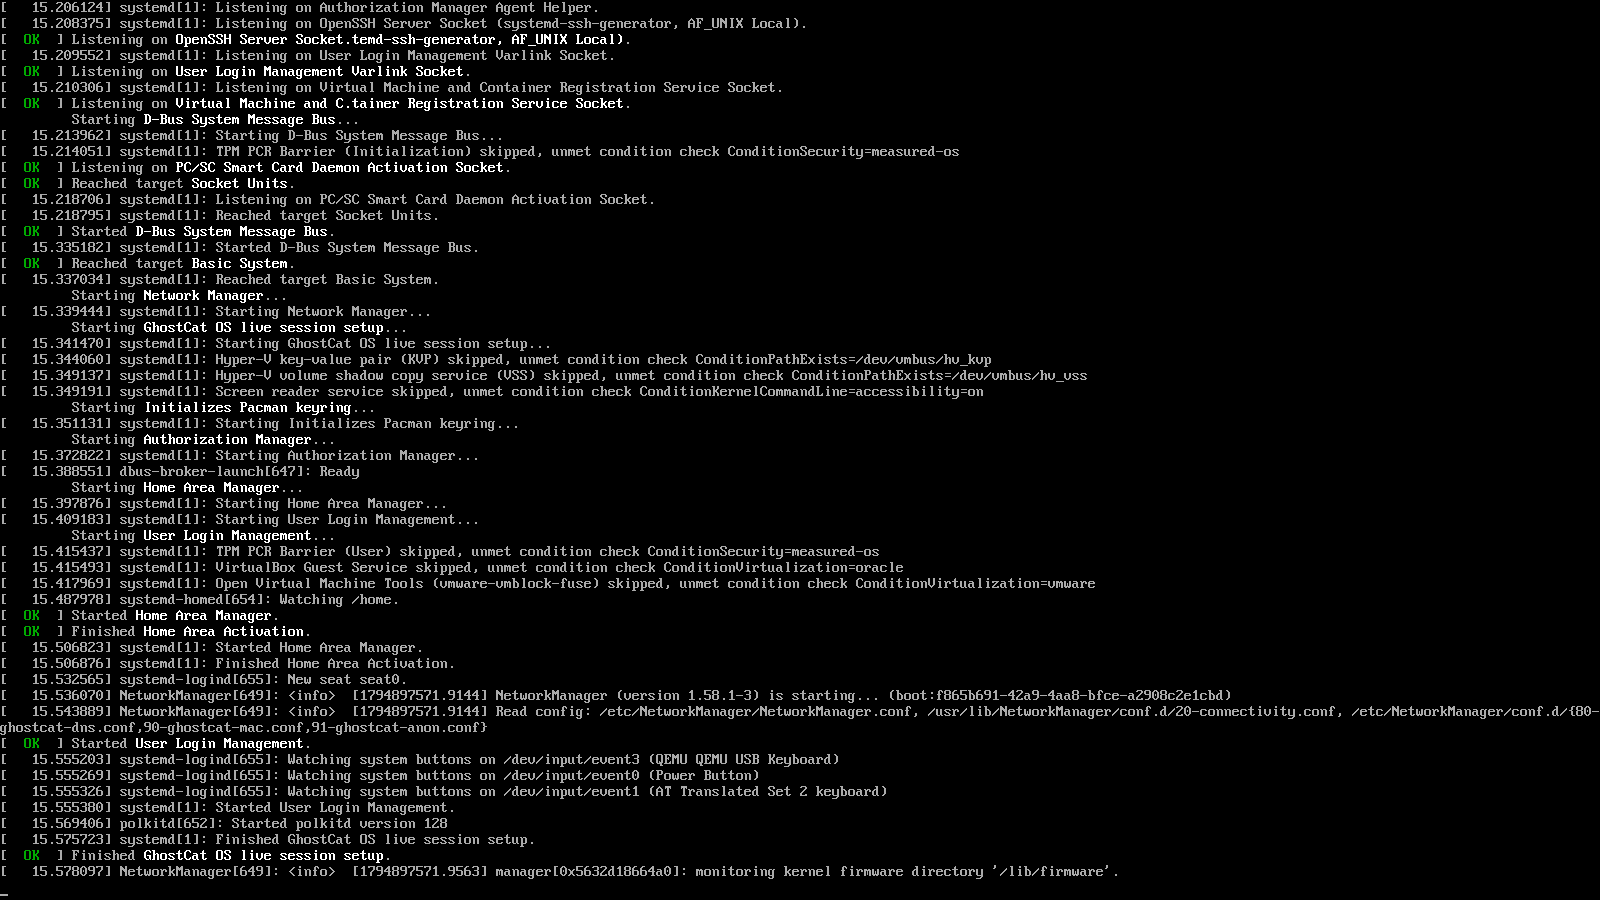 [   15.206124] systemd[1]: Listening on Authorization Manager Agent Helper.
[   15.208375] systemd[1]: Listening on OpenSSH Server Socket (systemd-ssh-generator, AF_UNIX Local).
[  OK  ] Listening on OpenSSH Server Socket.temd-ssh-generator, AF_UNIX Local).
[   15.209552] systemd[1]: Listening on User Login Management Varlink Socket.
[  OK  ] Listening on User Login Management Varlink Socket.
[   15.210306] systemd[1]: Listening on Virtual Machine and Container Registration Service Socket.
[  OK  ] Listening on Virtual Machine and C.tainer Registration Service Socket.
         Starting D-Bus System Message Bus...
[   15.213962] systemd[1]: Starting D-Bus System Message Bus...
[   15.214051] systemd[1]: TPM PCR Barrier (Initialization) skipped, unmet condition check ConditionSecurity=measured-os
[  OK  ] Listening on PC/SC Smart Card Daemon Activation Socket.
[  OK  ] Reached target Socket Units.
[   15.218706] systemd[1]: Listening on PC/SC Smart Card Daemon Activation Socket.
[   15.218795] systemd[1]: Reached target Socket Units.
[  OK  ] Started D-Bus System Message Bus.
[   15.335182] systemd[1]: Started D-Bus System Message Bus.
[  OK  ] Reached target Basic System.
[   15.337034] systemd[1]: Reached target Basic System.
         Starting Network Manager...
[   15.339444] systemd[1]: Starting Network Manager...
         Starting GhostCat OS live session setup...
[   15.341470] systemd[1]: Starting GhostCat OS live session setup...
[   15.344060] systemd[1]: Hyper-V key-value pair (KVP) skipped, unmet condition check ConditionPathExists=/dev/vmbus/hv_kvp
[   15.349137] systemd[1]: Hyper-V volume shadow copy service (VSS) skipped, unmet condition check ConditionPathExists=/dev/vmbus/hv_vss
[   15.349191] systemd[1]: Screen reader service skipped, unmet condition check ConditionKernelCommandLine=accessibility=on
         Starting Initializes Pacman keyring...
[   15.351131] systemd[1]: Starting Initializes Pacman keyring...
         Starting Authorization Manager...
[   15.372822] systemd[1]: Starting Authorization Manager...
[   15.388551] dbus-broker-launch[647]: Ready
         Starting Home Area Manager...
[   15.397876] systemd[1]: Starting Home Area Manager...
[   15.409183] systemd[1]: Starting User Login Management...
         Starting User Login Management...
[   15.415437] systemd[1]: TPM PCR Barrier (User) skipped, unmet condition check ConditionSecurity=measured-os
[   15.415493] systemd[1]: VirtualBox Guest Service skipped, unmet condition check ConditionVirtualization=oracle
[   15.417969] systemd[1]: Open Virtual Machine Tools (vmware-vmblock-fuse) skipped, unmet condition check ConditionVirtualization=vmware
[   15.487978] systemd-homed[654]: Watching /home.
[  OK  ] Started Home Area Manager.
[  OK  ] Finished Home Area Activation.
[   15.506823] systemd[1]: Started Home Area Manager.
[   15.506876] systemd[1]: Finished Home Area Activation.
[   15.532565] systemd-logind[655]: New seat seat0.
[   15.536070] NetworkManager[649]: <info>  [1794897571.9144] NetworkManager (version 1.58.1-3) is starting... (boot:f865b691-42a9-4aa8-bfce-a2908c2e1cbd)
[   15.543889] NetworkManager[649]: <info>  [1794897571.9144] Read config: /etc/NetworkManager/NetworkManager.conf, /usr/lib/NetworkManager/conf.d/20-connectivity.conf, /etc/NetworkManager/conf.d/{80-
ghostcat-dns.conf,90-ghostcat-mac.conf,91-ghostcat-anon.conf}
[  OK  ] Started User Login Management.
[   15.555203] systemd-logind[655]: Watching system buttons on /dev/input/event3 (QEMU QEMU USB Keyboard)
[   15.555269] systemd-logind[655]: Watching system buttons on /dev/input/event0 (Power Button)
[   15.555326] systemd-logind[655]: Watching system buttons on /dev/input/event1 (AT Translated Set 2 keyboard)
[   15.555380] systemd[1]: Started User Login Management.
[   15.569406] polkitd[652]: Started polkitd version 128
[   15.575723] systemd[1]: Finished GhostCat OS live session setup.
[  OK  ] Finished GhostCat OS live session setup.
[   15.578097] NetworkManager[649]: <info>  [1794897571.9563] manager[0x5632d18664a0]: monitoring kernel firmware directory '/lib/firmware'.